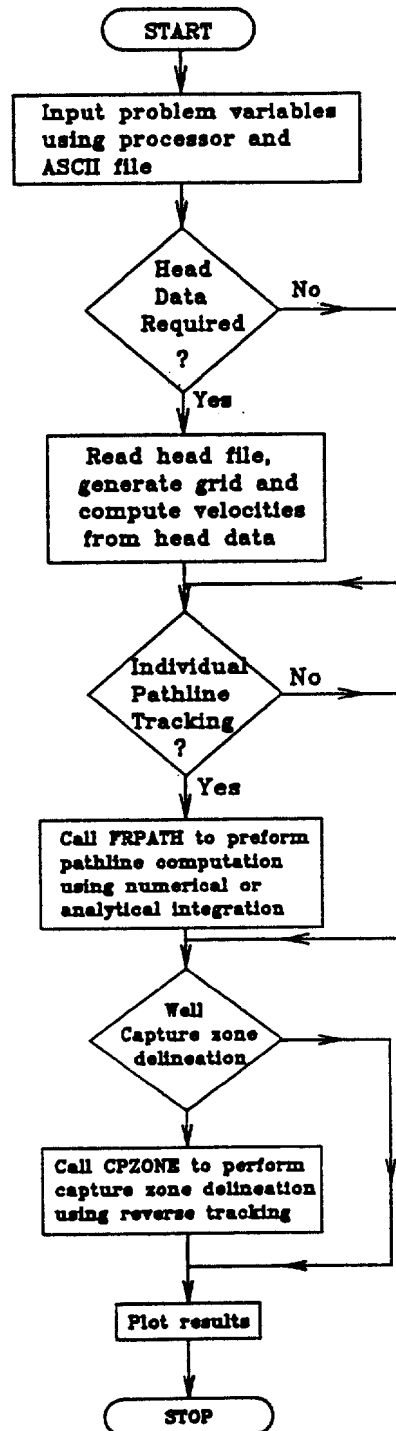 START
Input problem variables
using processor and
ASCII file
Head
Data
Required
?
No
Yes
Read head file,
generate grid and
compute velocities
from head data
Individual
Pathline
Tracking
?
No
Yes
Call FRPATH to preform
pathline computation
using numerical or
analytical integration
Well
Capture zone
delineation
Call CPZONE to perform
capture zone delineation
using reverse tracking
Plot results
STOP